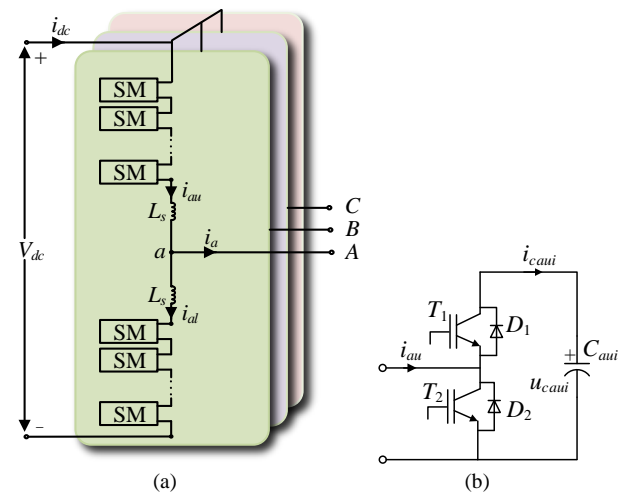 i_dc
+
SM
SM
SM
i_au
L_s
V_dc
a
i_a
C
B
A
L_s
i_al
SM
SM
SM
-
(a)
i_caui
T_1
D_1
+
C_aui
i_au
u_caui
T_2
D_2
(b)